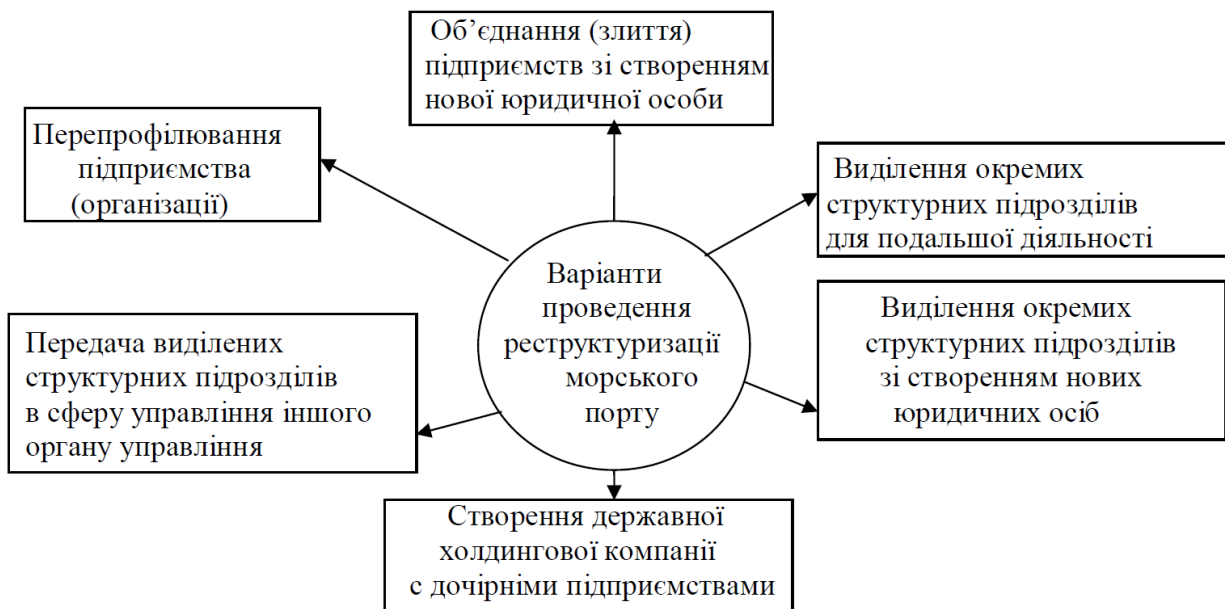 Об’єднання (злиття)
підприємств зі створенням
нової юридичної особи
Перепрофілювання
підприємства
(організації)
Виділення окремих
структурних підрозділів
для подальшої діяльності
Варіанти
проведення
реструктуризації
морського
порту
Виділення окремих
структурних підрозділів
зі створенням нових
юридичних осіб
Передача виділених
структурних підрозділів
в сферу управління іншого
органу управління
Створення державної
холдингової компанії
с дочірніми підприємствами